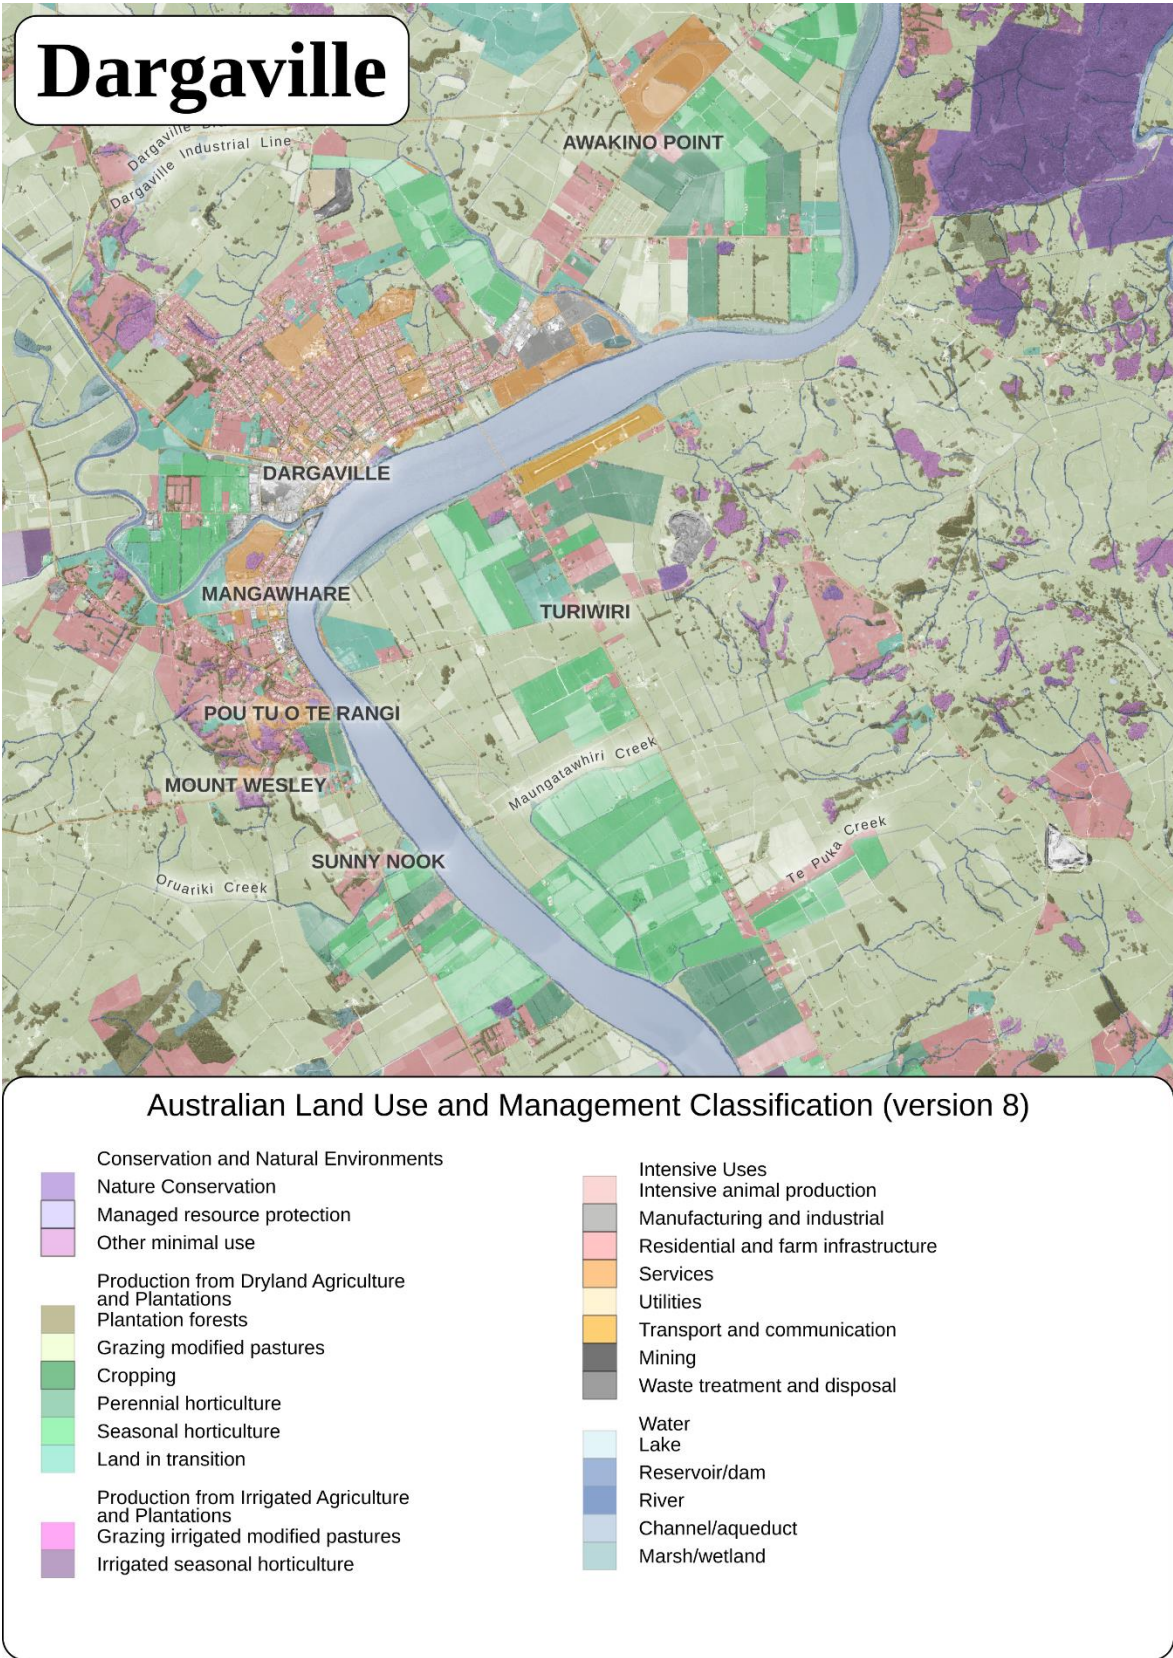 Dargaville
Dargaville
Dargaville Industrial Line
AWAKINO POINT
DARGAVILLE
MANGAWHARE
TURIWIRI
POU TU O TE RANGI
Maungatawhiri Creek
MOUNT WESLEY
Te Puka Creek
SUNNY NOOK
Oruariki Creek
Australian Land Use and Management Classification (version 8)
Conservation and Natural Environments
Nature Conservation
Managed resource protection
Other minimal use
Production from Dryland Agriculture
and Plantations
Plantation forests
Grazing modified pastures
Cropping
Perennial horticulture
Seasonal horticulture
Land in transition
Production from Irrigated Agriculture
and Plantations
Grazing irrigated modified pastures
Irrigated seasonal horticulture
Intensive Uses
Intensive animal production
Manufacturing and industrial
Residential and farm infrastructure
Services
Utilities
Transport and communication
Mining
Waste treatment and disposal
Water
Lake
Reservoir/dam
River
Channel/aqueduct
Marsh/wetland